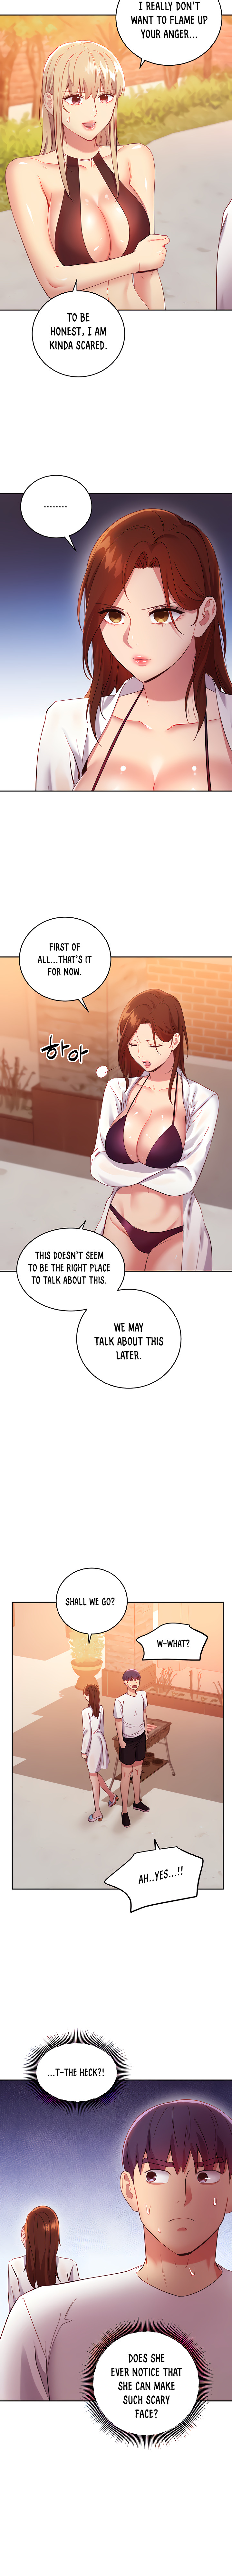 I REALLY DON'T
WANT TO FLAME UP
YOUR ANGER...
TO BE
HONEST, I AM
KINDA SCARED.
........
FIRST OF
ALL...THAT'S IT
FOR NOW.
하아
THIS DOESN'T SEEM
TO BE THE RIGHT PLACE
TO TALK ABOUT THIS.
WE MAY
TALK ABOUT THIS
LATER.
SHALL WE GO?
W-WHAT?
AH..YES...!!
...T-THE HECK?!
DOES SHE
EVER NOTICE THAT
SHE CAN MAKE
SUCH SCARY
FACE?